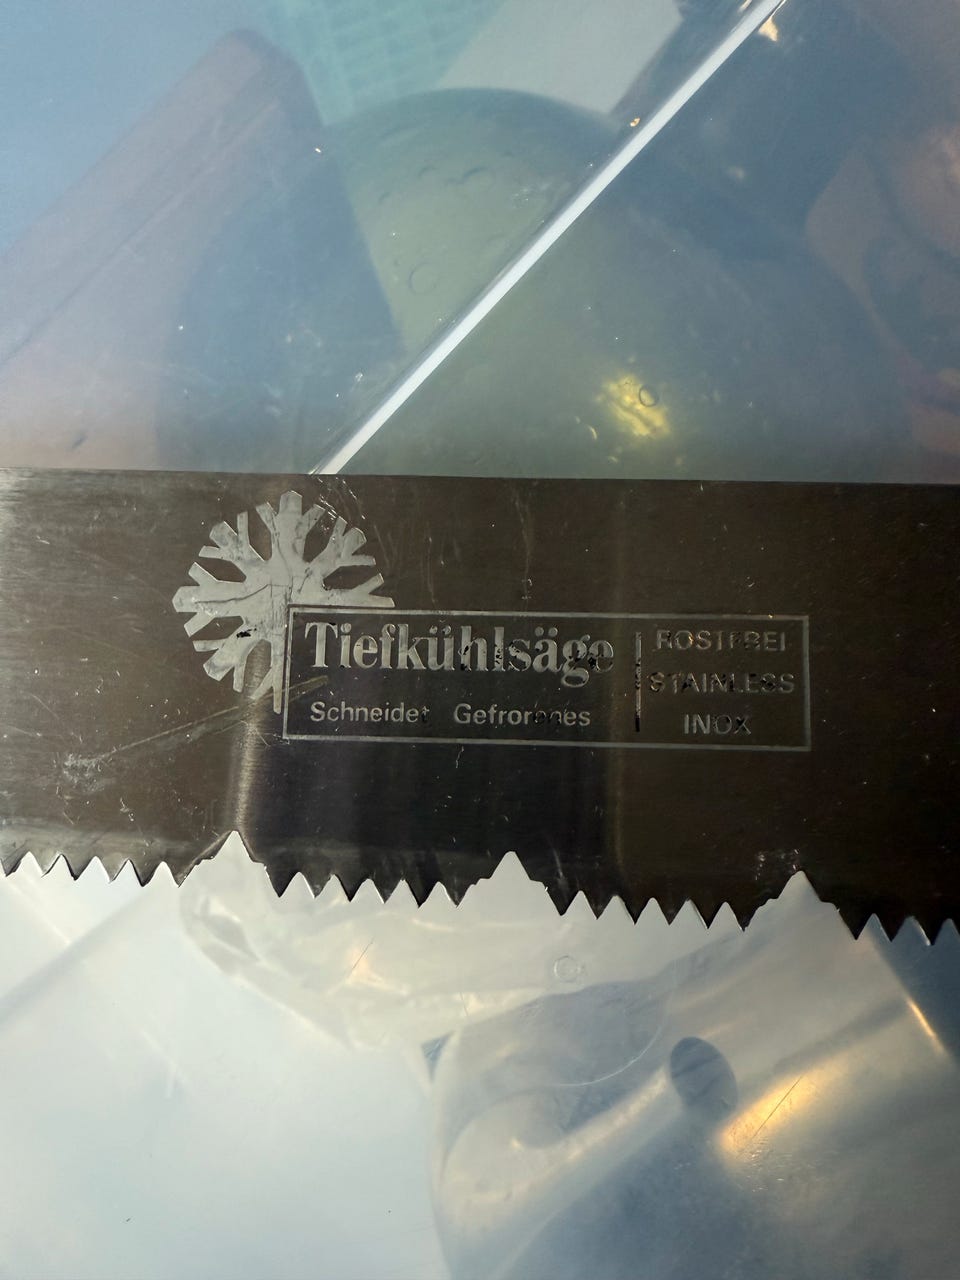 Tiefkühlsäge
Schneidet Gefrorenes
ROSTFREI
STAINLESS
INOX